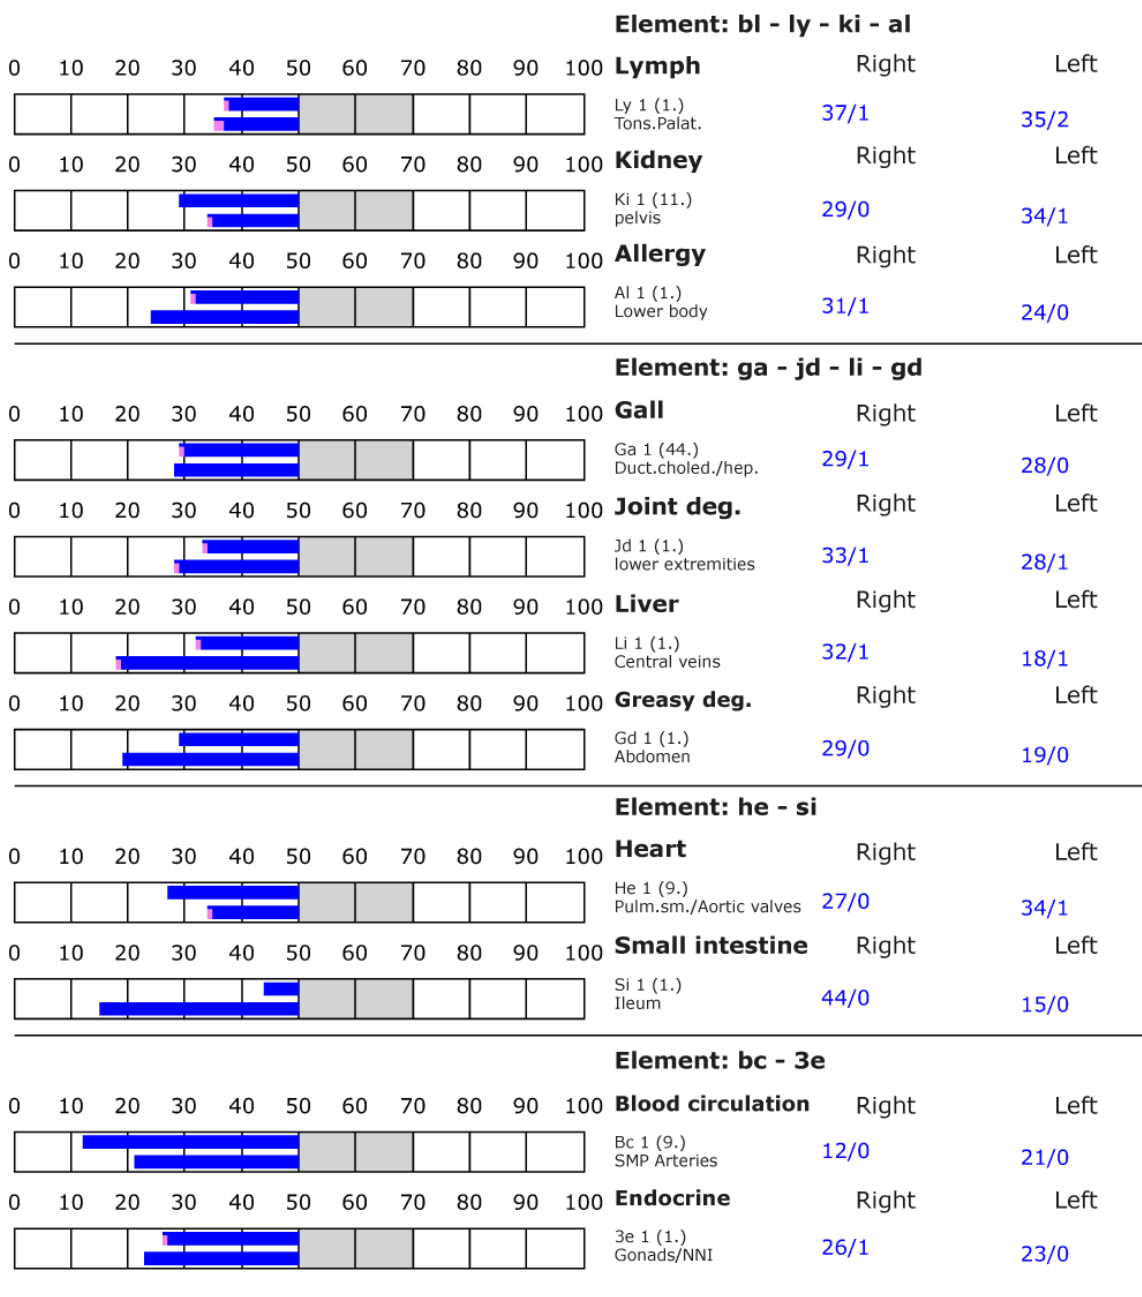 Element: bl - ly - ki - al
0 10 20 30 40 50 60 70 80 90 100 Lymph Right Left
Ly 1 (1.)
Tons.Palat. 37/1 35/2
0 10 20 30 40 50 60 70 80 90 100 Kidney Right Left
Ki 1 (11.)
pelvis 29/0 34/1
0 10 20 30 40 50 60 70 80 90 100 Allergy Right Left
Al 1 (1.)
Lower body 31/1 24/0
Element: ga - jd - li - gd
0 10 20 30 40 50 60 70 80 90 100 Gall Right Left
Ga 1 (44.)
Duct.choled./hep. 29/1 28/0
0 10 20 30 40 50 60 70 80 90 100 Joint deg. Right Left
Jd 1 (1.)
lower extremities 33/1 28/1
0 10 20 30 40 50 60 70 80 90 100 Liver Right Left
Li 1 (1.)
Central veins 32/1 18/1
0 10 20 30 40 50 60 70 80 90 100 Greasy deg. Right Left
Gd 1 (1.)
Abdomen 29/0 19/0
Element: he - si
0 10 20 30 40 50 60 70 80 90 100 Heart Right Left
He 1 (9.)
Pulm.sm./Aortic valves 27/0 34/1
0 10 20 30 40 50 60 70 80 90 100 Small intestine Right Left
Si 1 (1.)
Ileum 44/0 15/0
Element: bc - 3e
0 10 20 30 40 50 60 70 80 90 100 Blood circulation Right Left
Bc 1 (9.)
SMP Arteries 12/0 21/0
0 10 20 30 40 50 60 70 80 90 100 Endocrine Right Left
3e 1 (1.)
Gonads/NNI 26/1 23/0